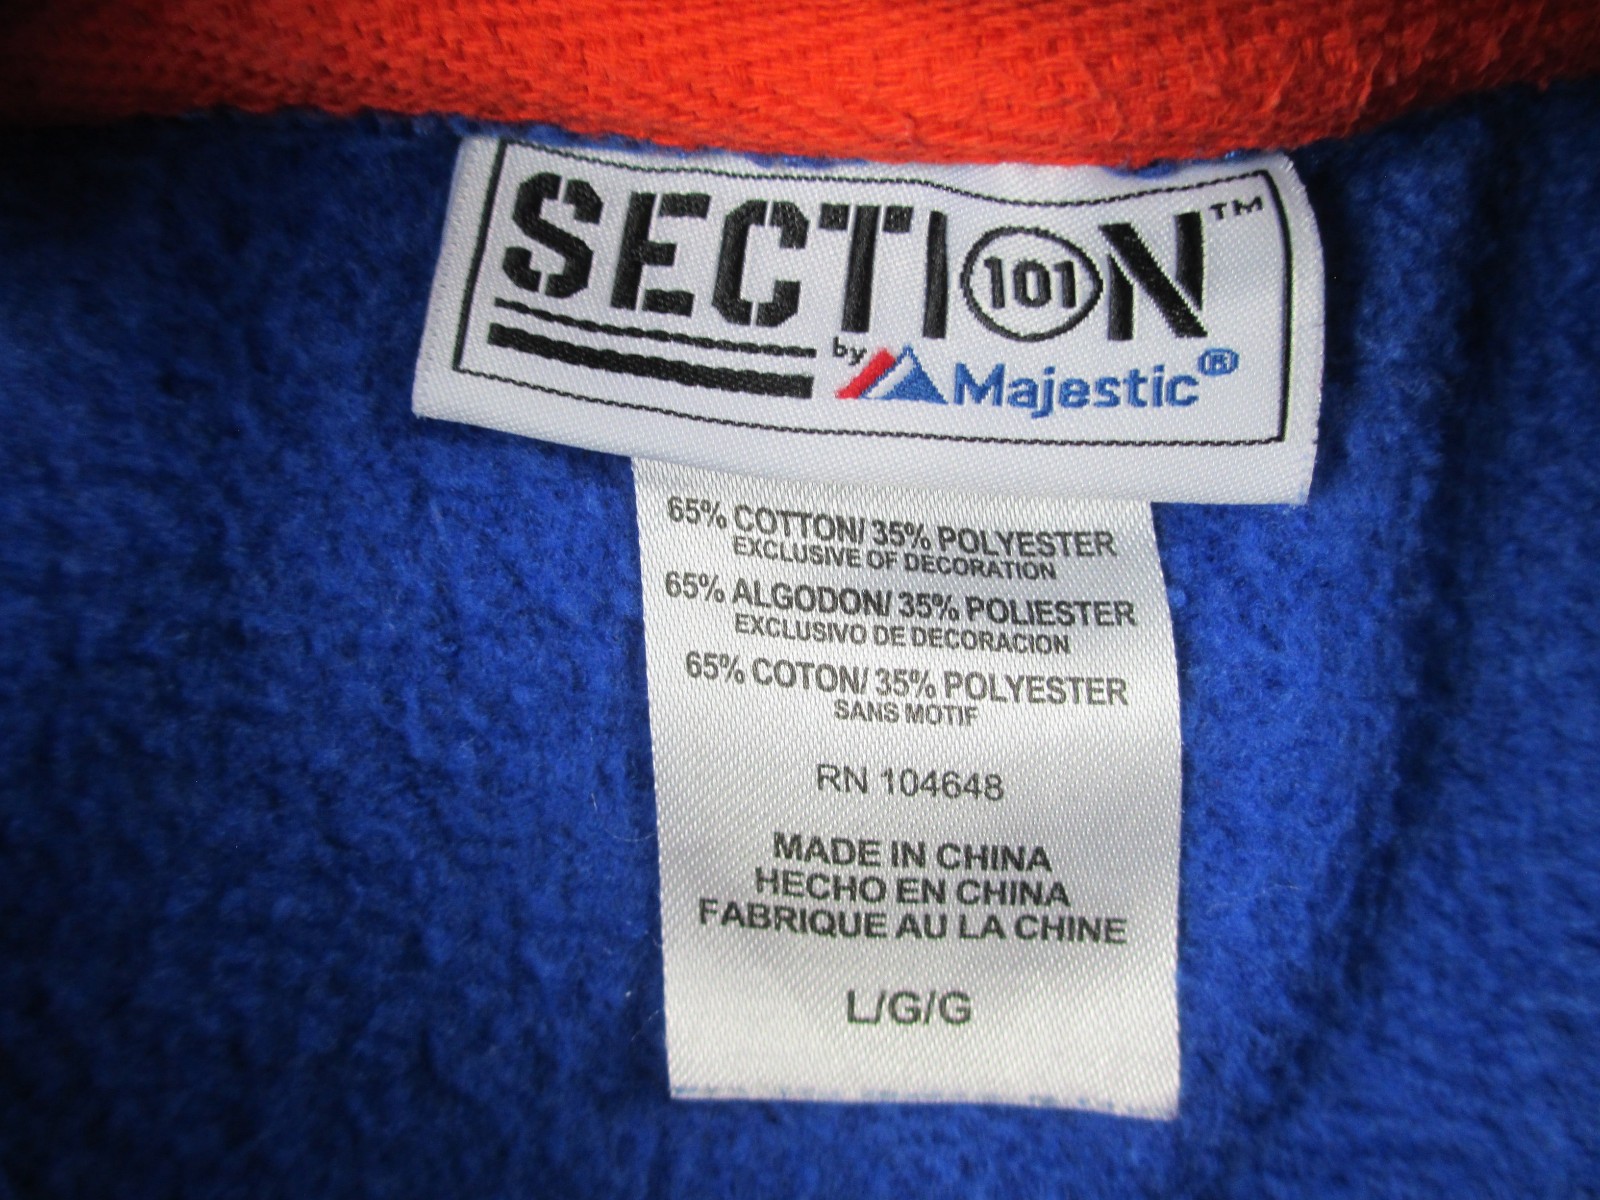 SECTION™
101
by Majestic®
65% COTTON/ 35% POLYESTER
EXCLUSIVE OF DECORATION
65% ALGODON/ 35% POLIESTER
EXCLUSIVO DE DECORACION
65% COTON/ 35% POLYESTER
SANS MOTIF
RN 104648
MADE IN CHINA
HECHO EN CHINA
FABRIQUE AU LA CHINE
L/G/G